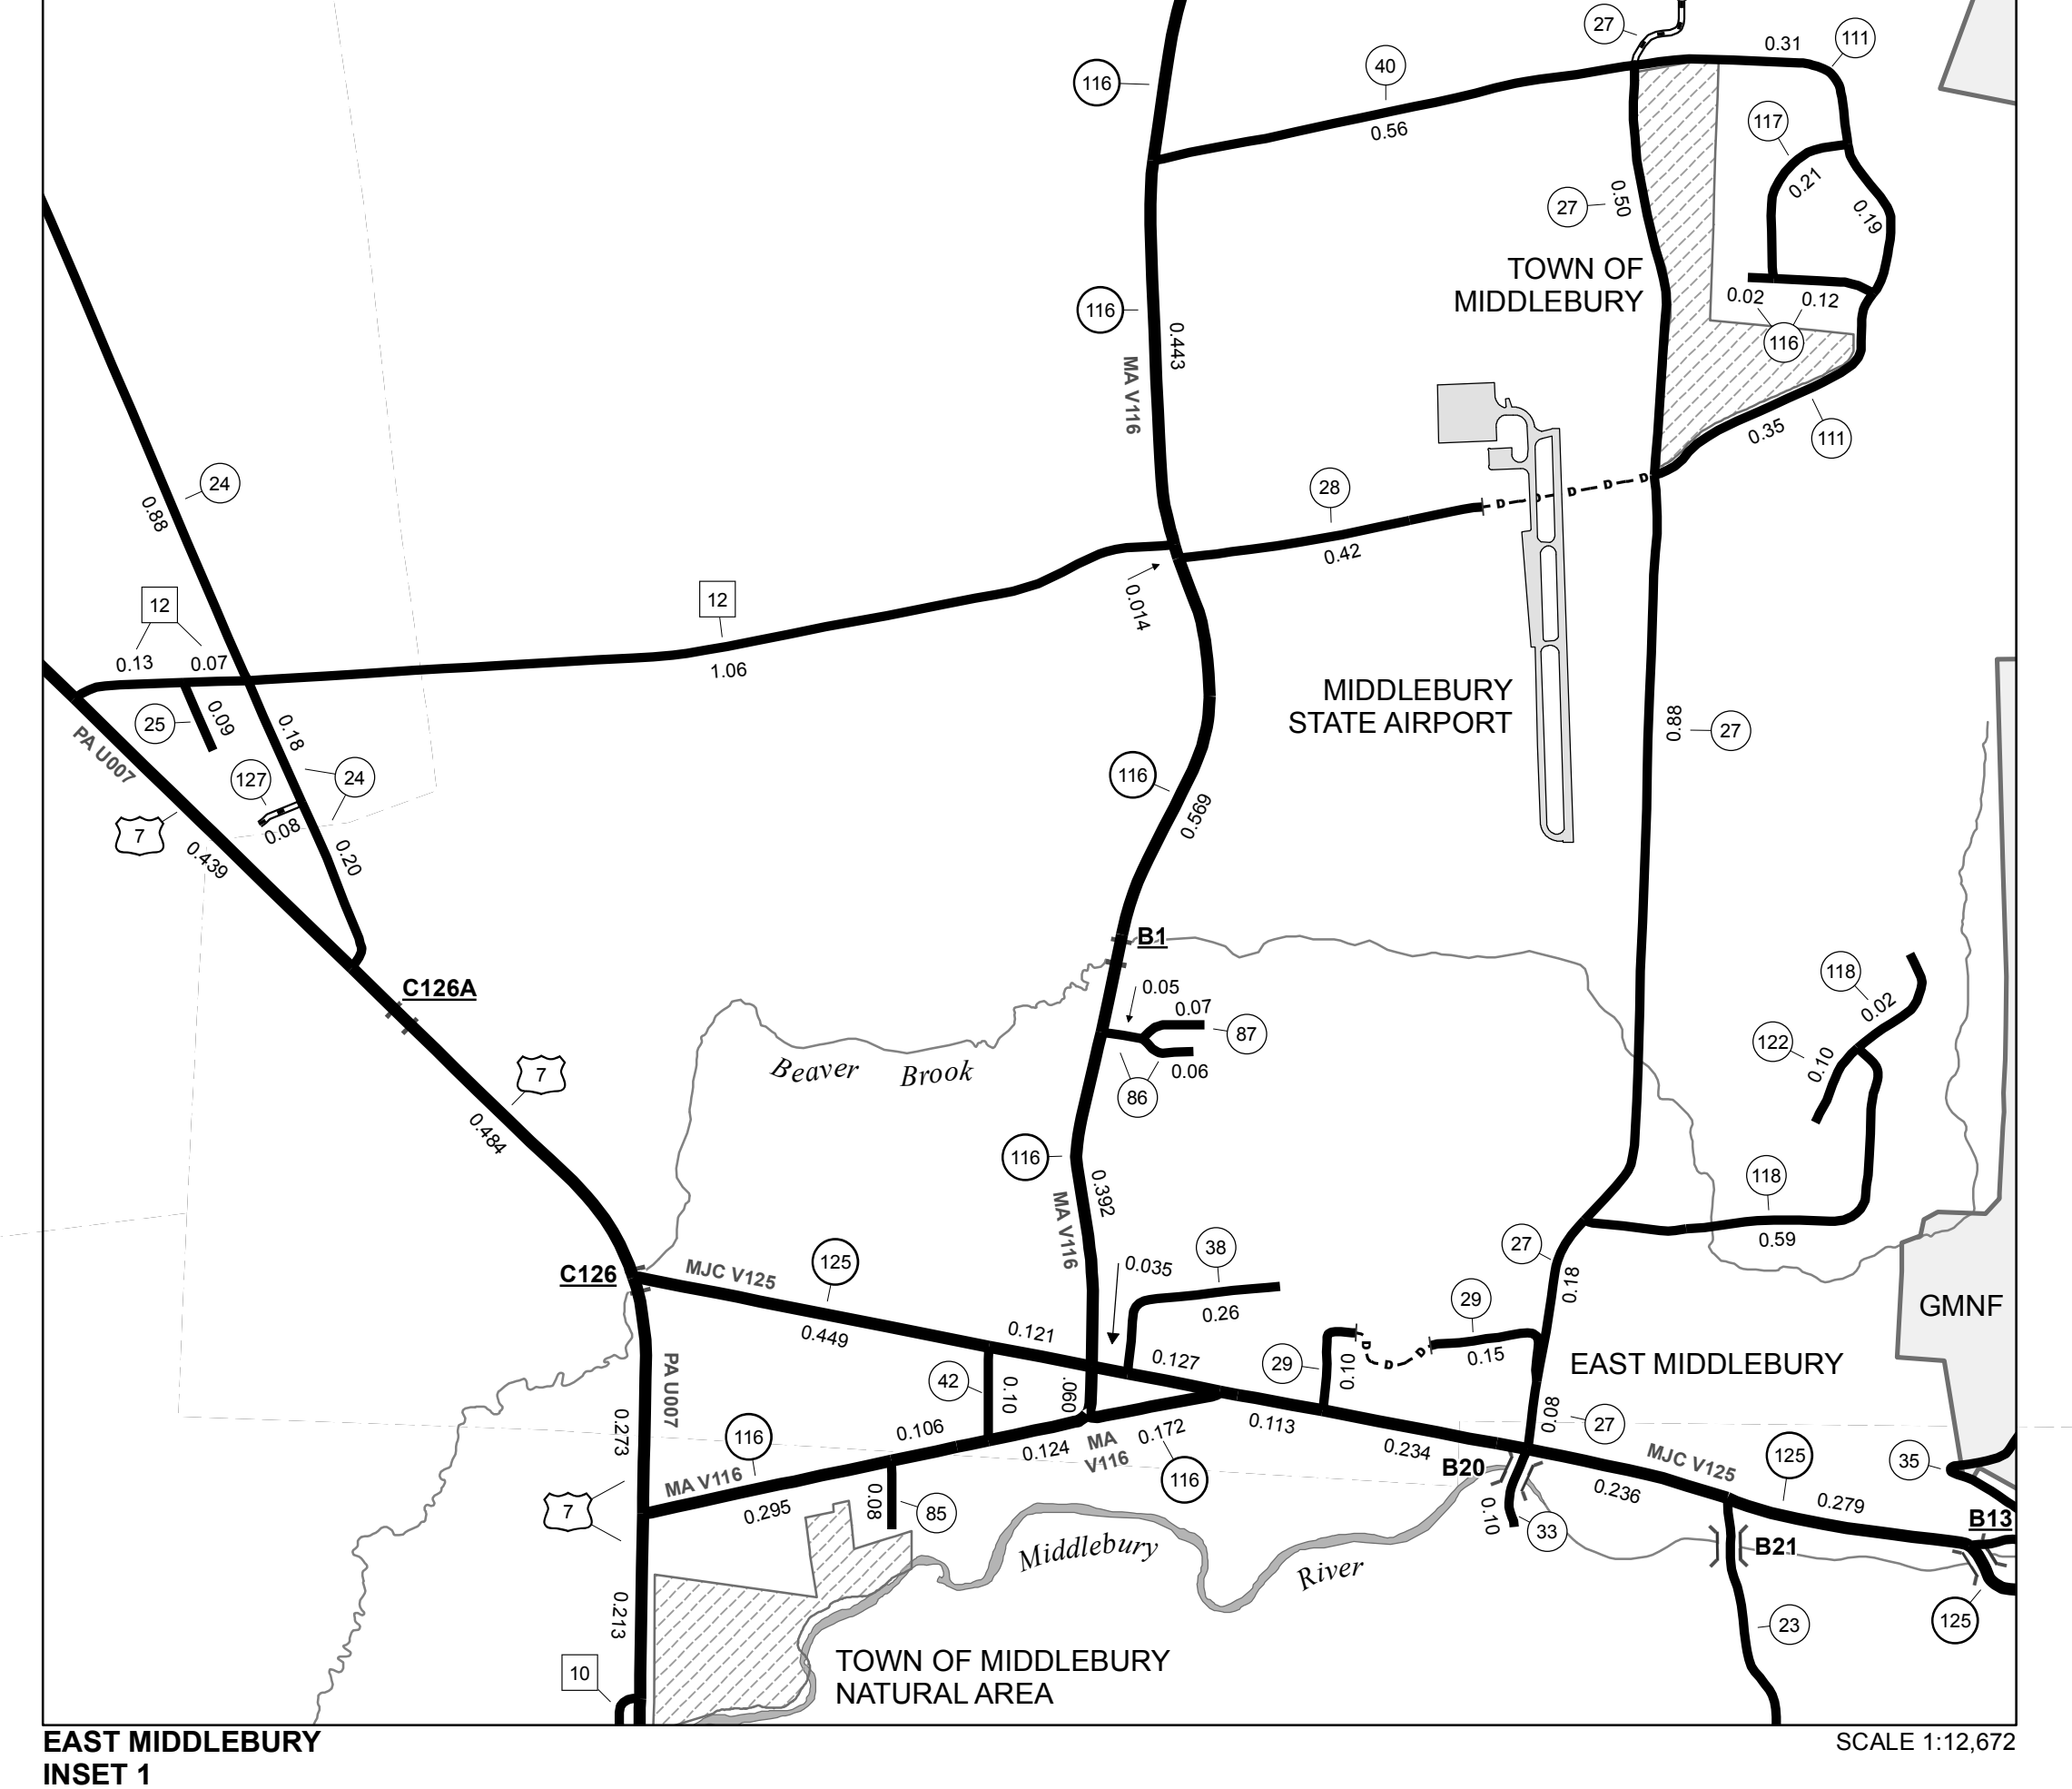 27
0.31
111
40
116
0.56
117
0.21
27
0.50
0.19
TOWN OF
MIDDLEBURY
0.02
0.12
116
116
0.443
MA V116
0.35
111
24
0.88
28
D
D
D
D
D
0.42
12
12
0.014
0.13
0.07
1.06
25
0.09
0.18
MIDDLEBURY
STATE AIRPORT
0.88
27
PA U007
127
24
116
7
0.08
0.569
0.439
0.20
B1
C126A
0.05
118
0.07
0.02
87
7
Beaver Brook
122
0.10
0.06
86
0.484
116
118
0.392
MA V116
0.59
27
38
0.035
C126
MJC V125
125
0.18
29
GMNF
0.26
0.449
0.121
0.127
29
0.10
D
D
D
0.15
EAST MIDDLEBURY
PA U007
42
0.10
.060
0.08
27
0.273
116
0.106
0.124
MA
V116
0.172
0.113
0.234
B20
MJC V125
125
35
MA V116
116
0.236
0.279
7
0.295
0.08
85
0.10
33
B13
Middlebury River
B21
0.213
125
23
TOWN OF MIDDLEBURY
NATURAL AREA
10
EAST MIDDLEBURY
INSET 1
SCALE 1:12,672